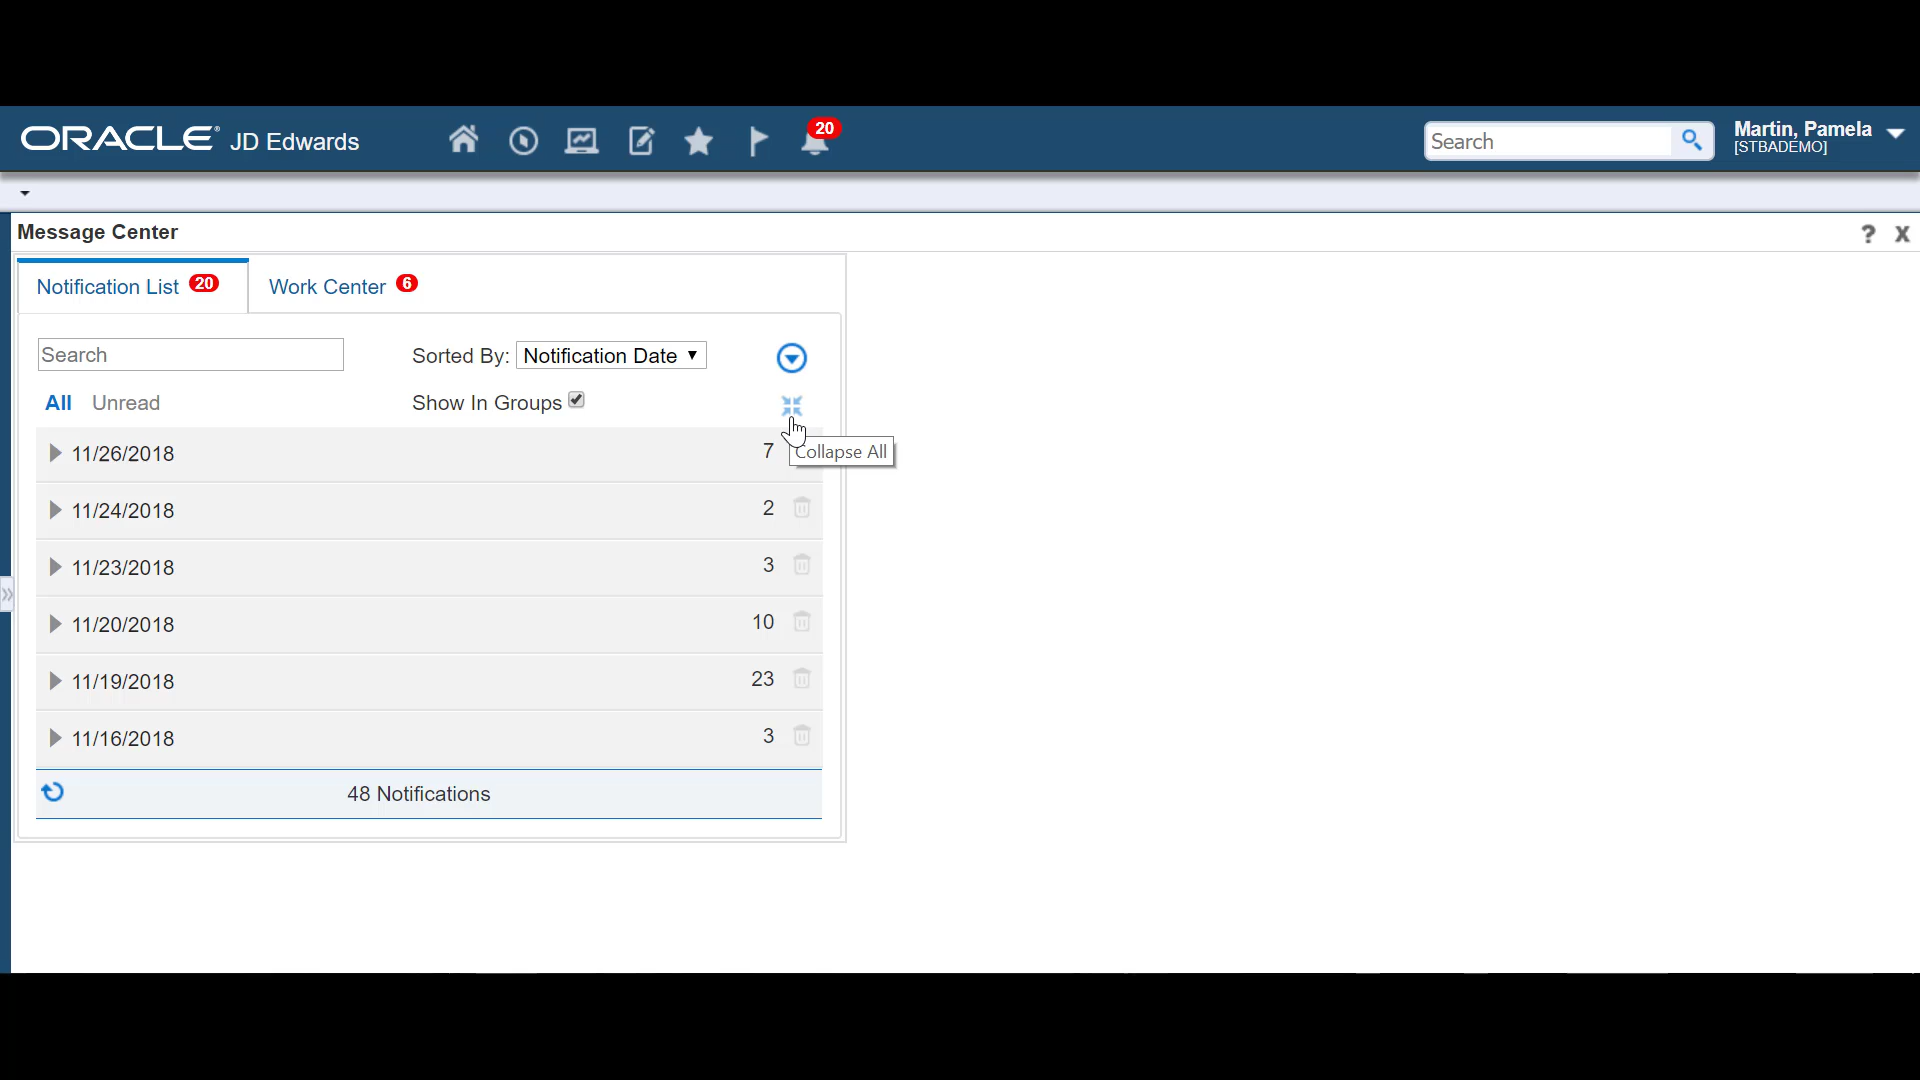 ORACLE® JD Edwards
20
Search
Martin, Pamela
[STBADEMO]
Message Center
? X
Notification List 20 Work Center 6
Search Sorted By: Notification Date
All Unread Show In Groups
11/26/2018 7
Collapse All
11/24/2018 2
11/23/2018 3
11/20/2018 10
11/19/2018 23
11/16/2018 3
48 Notifications